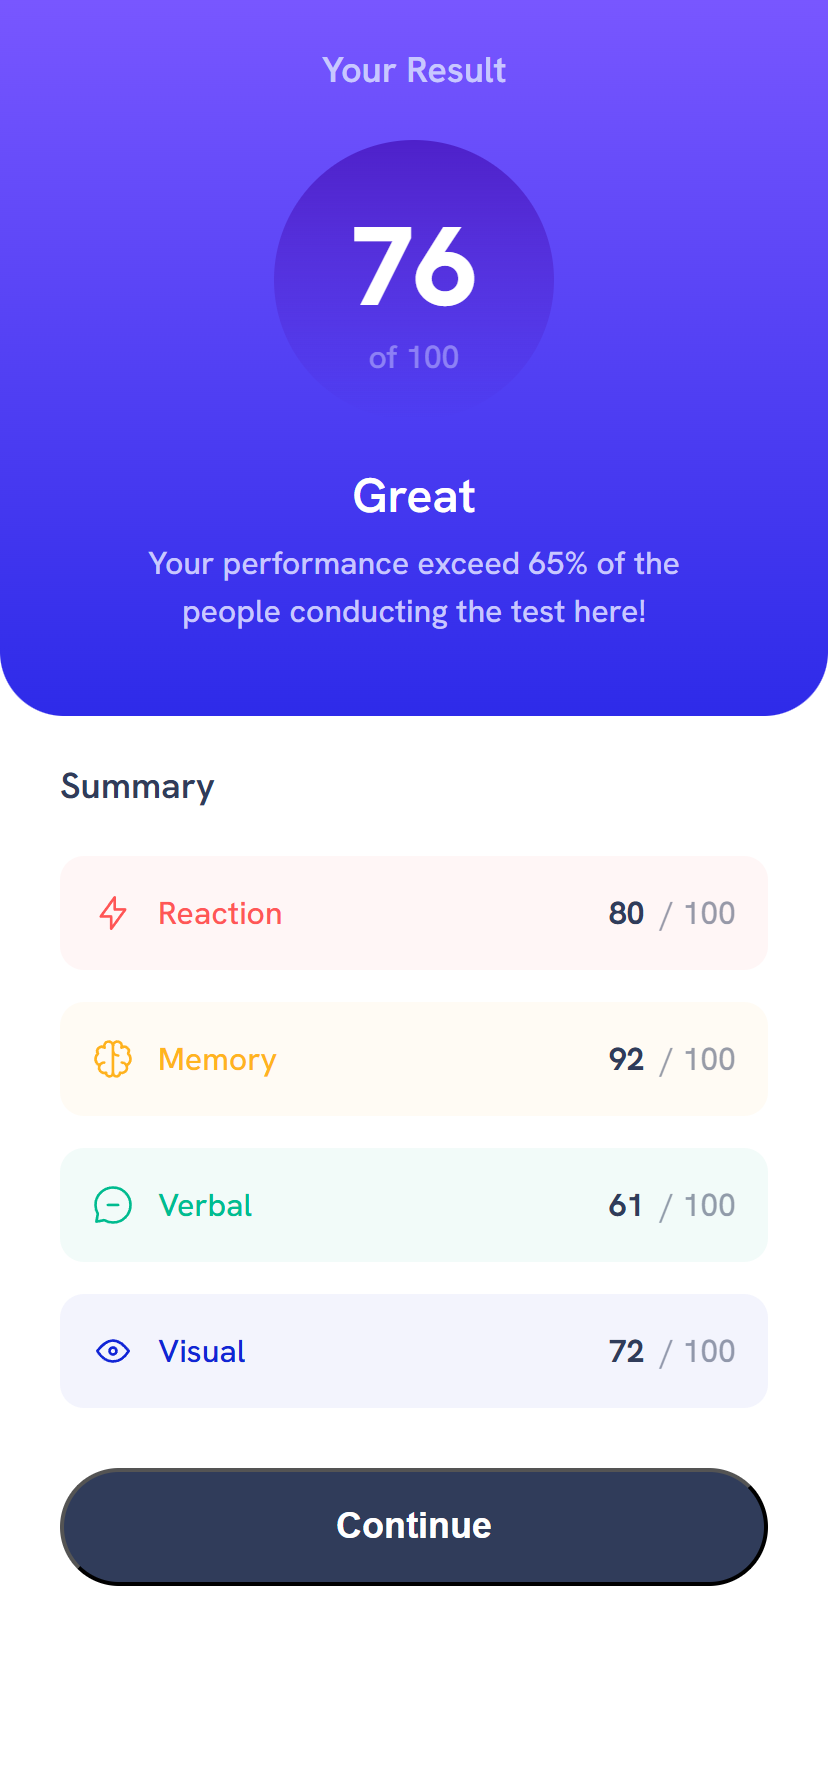 Your Result
76
of 100
Great
Your performance exceed 65% of the
people conducting the test here!
Summary
Reaction 80 / 100
Memory 92 / 100
Verbal 61 / 100
Visual 72 / 100
Continue